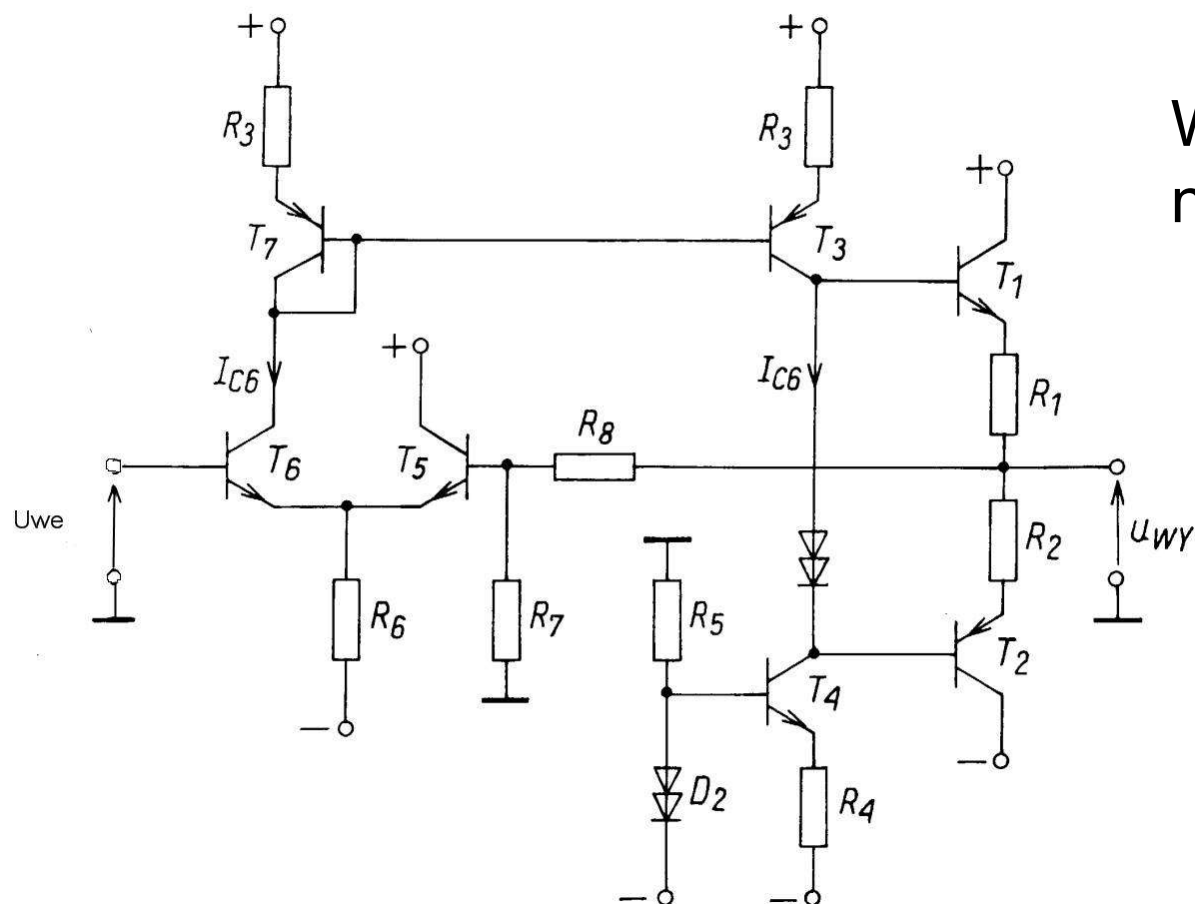 + +
R3 R3
W
n
+
T7 T3
T1
+
IC6 IC6
R1
R8
T6 T5
Uwe
uWY
R2
R6 R7 R5
T2
T4
−
−
D2 R4
− −